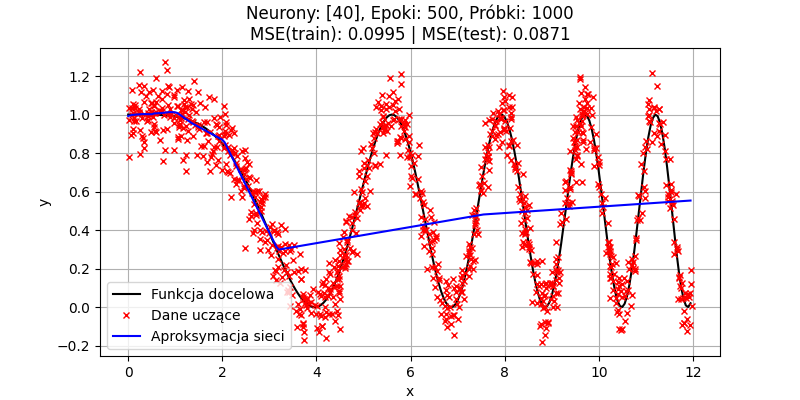 Neurony: [40], Epoki: 500, Próbki: 1000
MSE(train): 0.0995 | MSE(test): 0.0871
1.2
1.0
0.8
0.6
0.4
0.2
0.0
−0.2
y
Funkcja docelowa
Dane uczące
Aproksymacja sieci
0 2 4 6 8 10 12
x